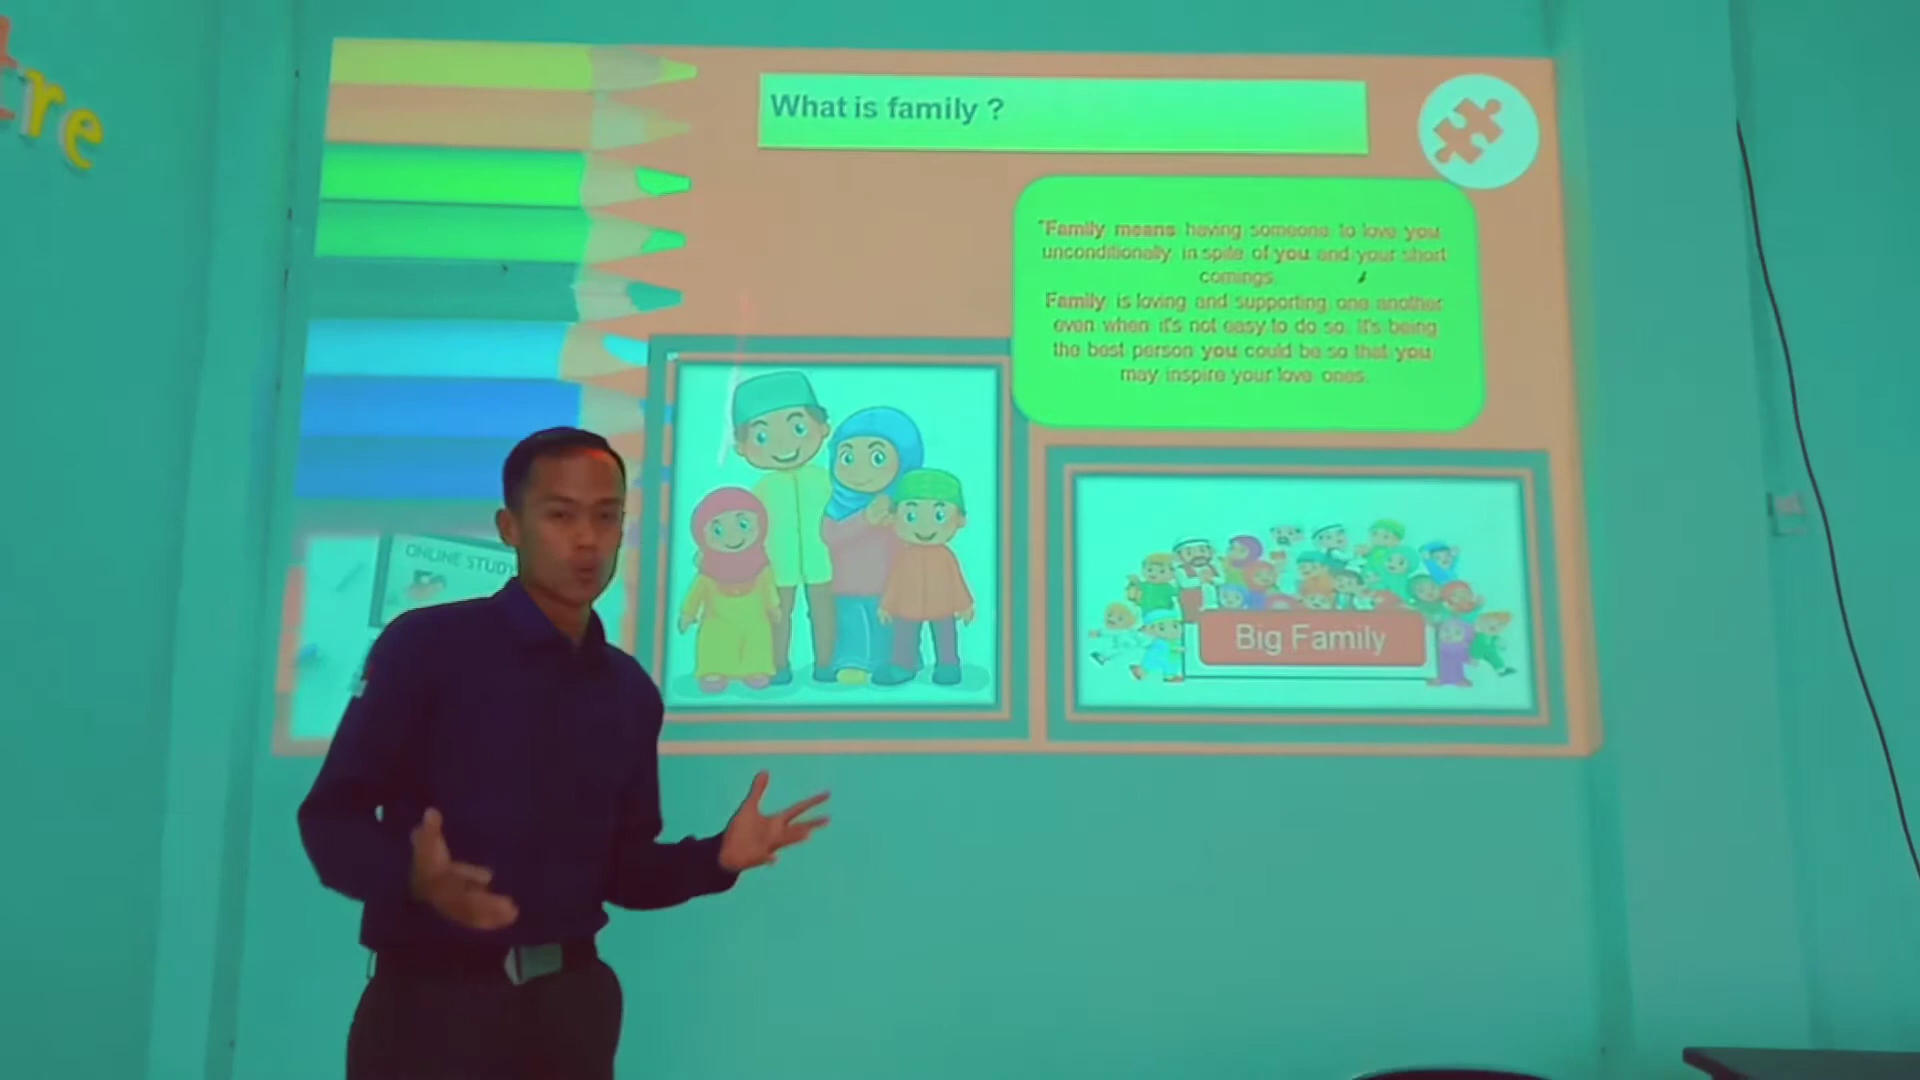 tre
What is family ?
"Family means having someone to love you
unconditionally in spite of you and your short
comings.
Family is loving and supporting one another
even when it's not easy to do so. It's being
the best person you could be so that you
may inspire your love ones.
ONLINE STUDY
Big Family